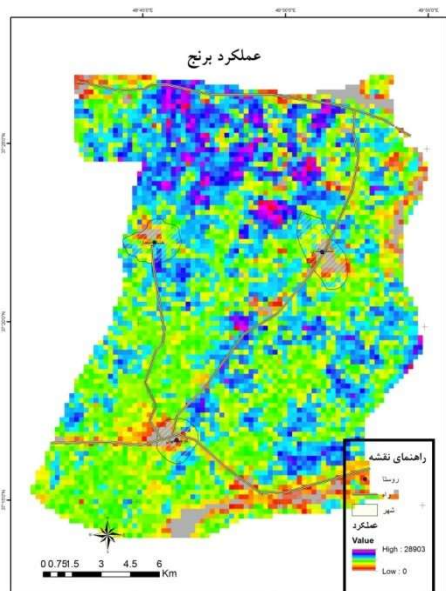 عملکرد برنج
راهنمای نقشه
روستا
راه
شهر
عملکرد
Value
High : 28903
Low : 0
0 0.75 1.5 3 4.5 6
Km